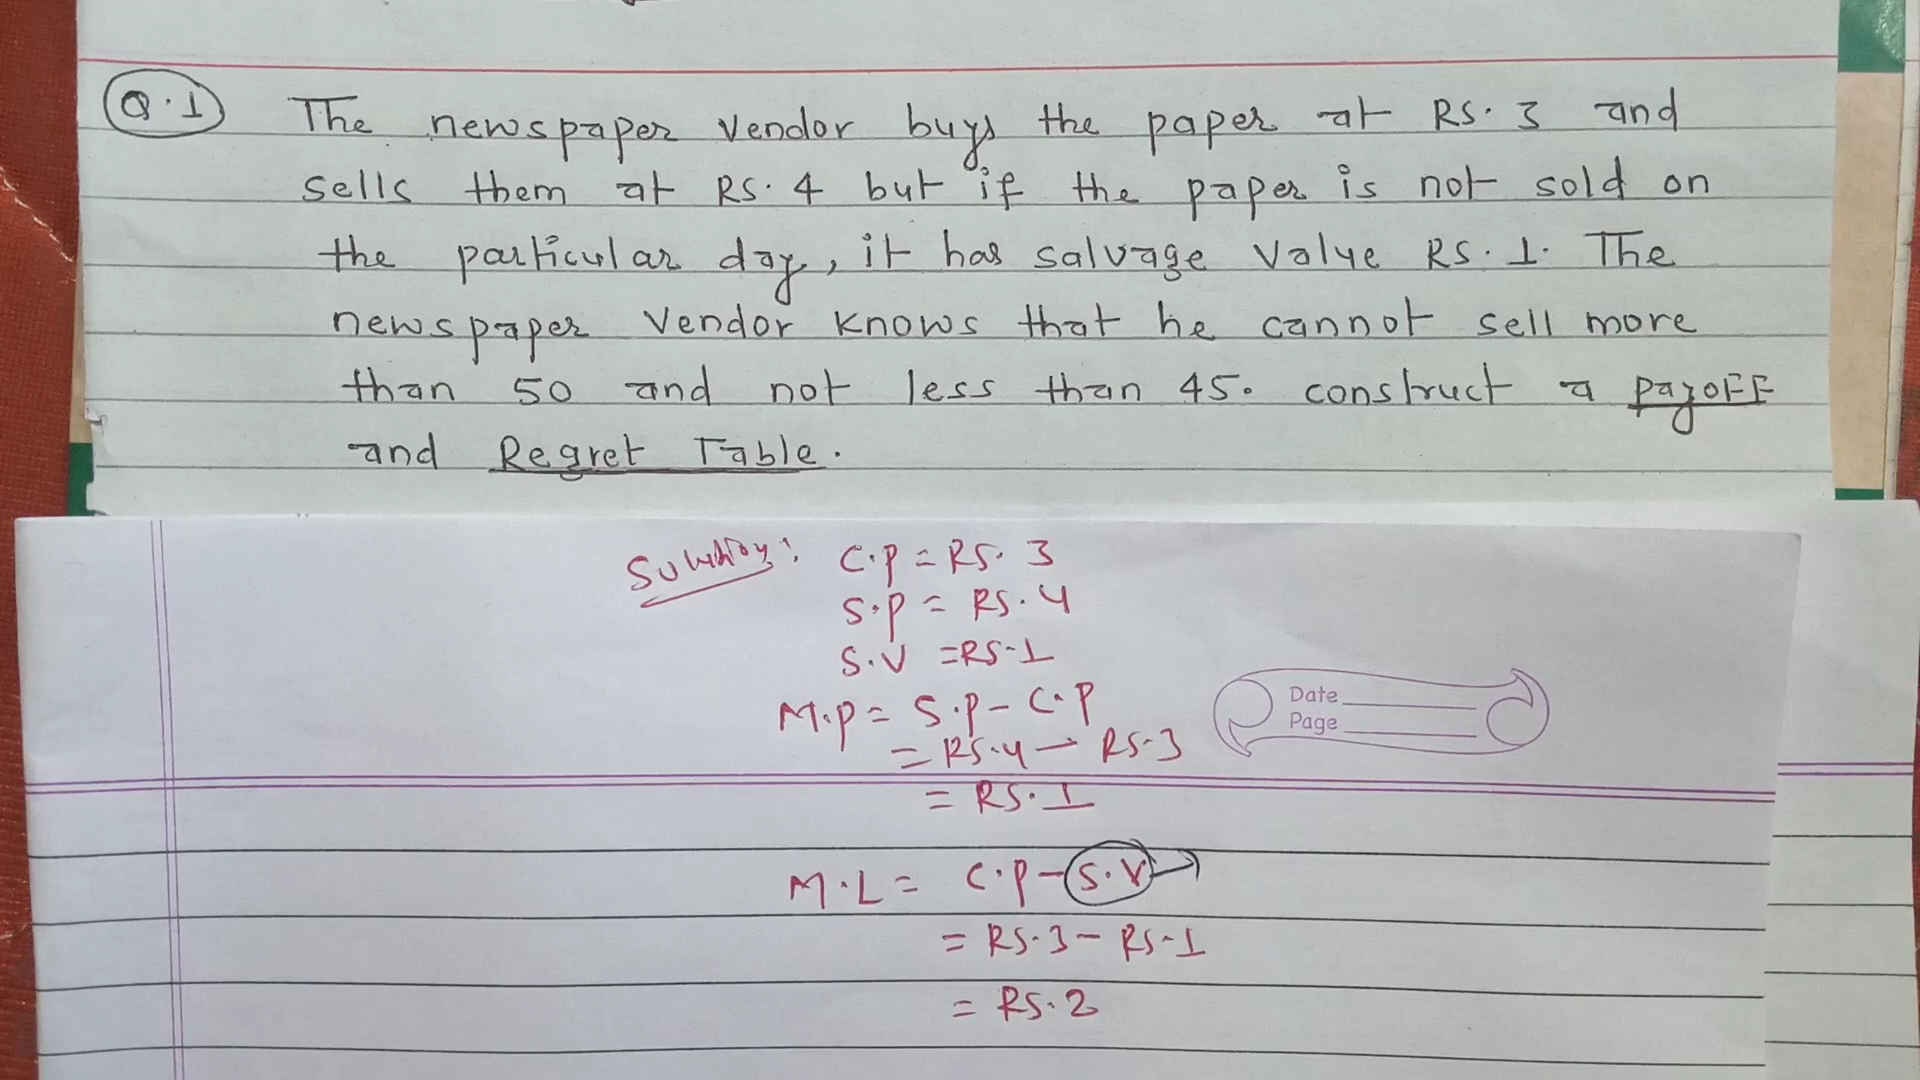 Q.1 The newspaper vendor buys the paper at RS. 3 and
sells them at RS. 4 but if the paper is not sold on
the particular day, it has salvage value RS. 1. The
newspaper vendor knows that he cannot sell more
than 50 and not less than 45. construct a payoFF
and Regret Table.
Solution: C.P = RS. 3
S.P = RS. 4
S.V = RS. 1
M.P = S.P - C.P
= RS. 4 - RS. 3
= RS. 1
Date
Page
M.L = C.P - S.V
= RS. 3 - RS. 1
= RS. 2